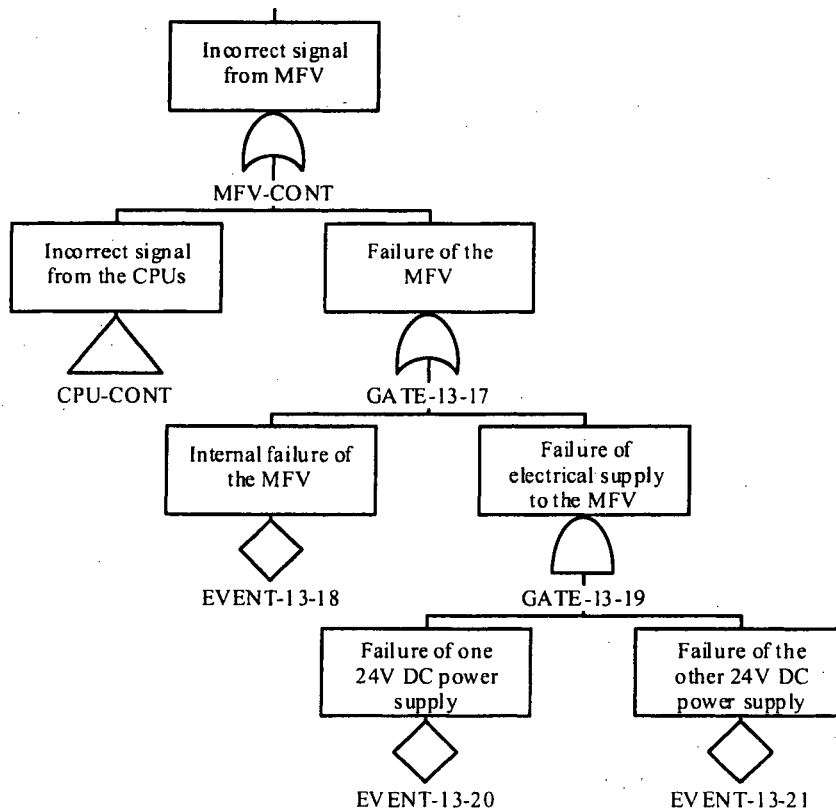 Incorrect signal
from MFV
MFV-CONT
Incorrect signal
from the CPUs
Failure of the
MFV
CPU-CONT
GATE-13-17
Internal failure of
the MFV
Failure of
electrical supply
to the MFV
EVENT-13-18
GATE-13-19
Failure of one
24V DC power
supply
Failure of the
other 24V DC
power supply
EVENT-13-20
EVENT-13-21